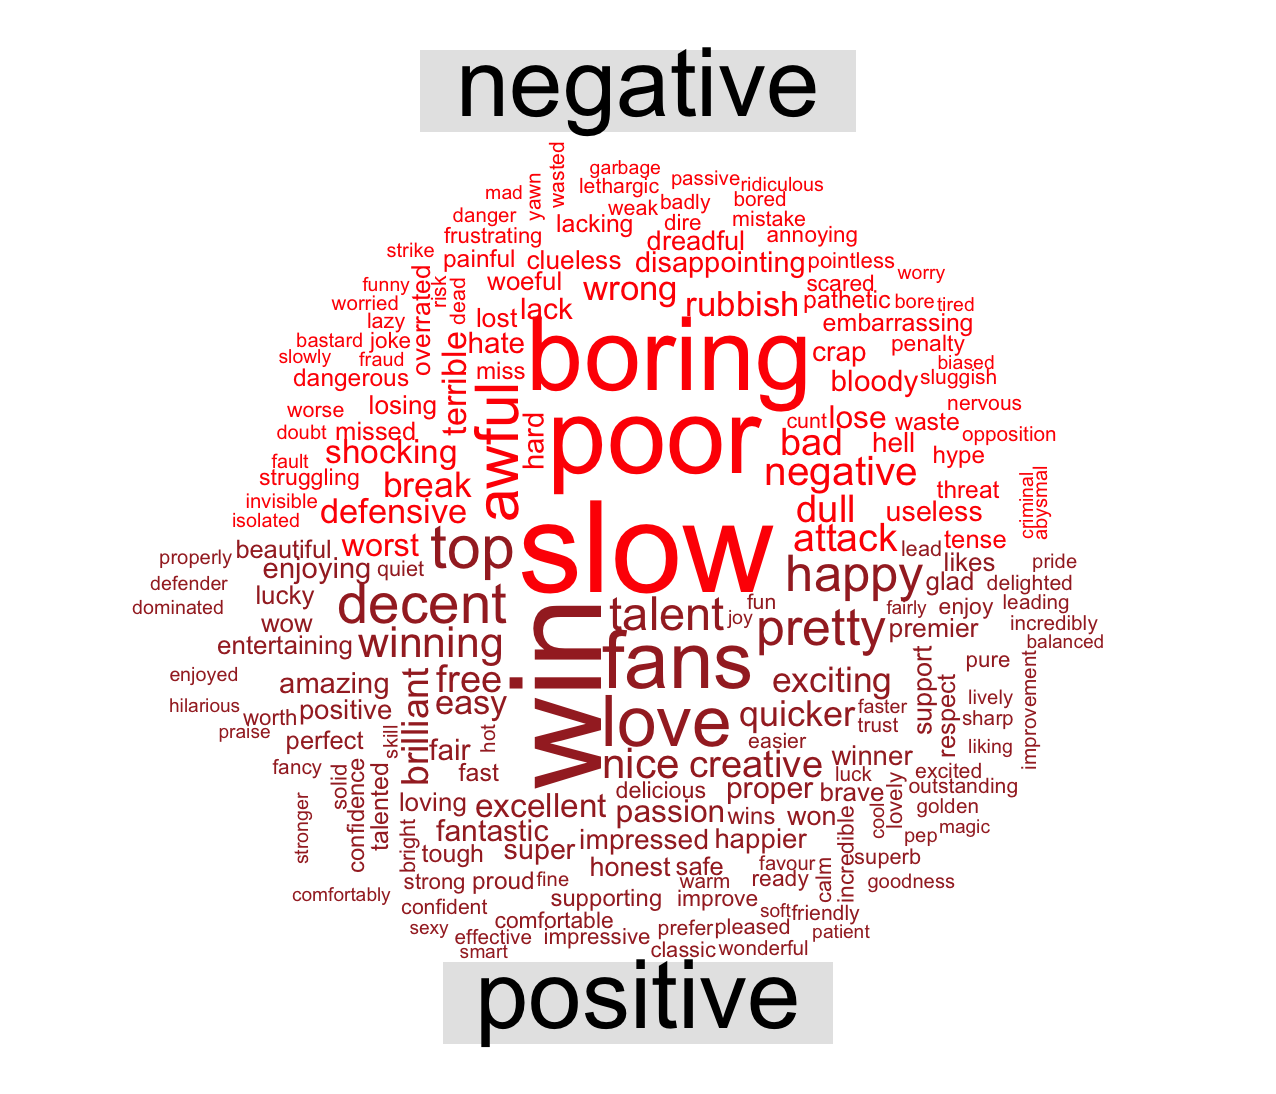 negative
wasted
garbage
passive
ridiculous
lethargic
mad
yawn
weak
badly
bored
danger
lacking
dire
mistake
frustrating
dreadful
annoying
strike
painful
clueless
disappointing
pointless
worry
funny
overrated
risk
dead
woeful
wrong
scared
worried
lost
lack
rubbish
pathetic
bore
tired
lazy
embarrassing
bastard
joke
terrible
hate
boring
crap
penalty
slowly
fraud
biased
dangerous
miss
bloody
sluggish
worse
losing
awful
hard
poor
cunt
lose
waste
nervous
doubt
missed
bad
hell
opposition
shocking
fault
negative
hype
struggling
break
threat
criminal
abysmal
invisible
isolated
defensive
slow
dull
useless
worst
attack
tense
top
lead
properly
beautiful
enjoying
quiet
happy
likes
pride
defender
lucky
decent
glad
delighted
dominated
wow
win
talent
joy
fun
pretty
fairly
enjoy
leading
premier
incredibly
entertaining
winning
fans
balanced
enjoyed
amazing
brilliant
free
exciting
support
respect
pure
improvement
hilarious
worth
positive
easy
love
quicker
faster
trust
lively
sharp
praise
perfect
skill
fair
hot
easier
winner
liking
fancy
solid
confidence
talented
fast
nice
creative
luck
excited
stronger
loving
excellent
delicious
proper
brave
lovely
outstanding
bright
passion
wins
won
incredible
golden
fantastic
impressed
happier
pep
magic
tough
super
honest
safe
favour
calm
superb
strong
proud
fine
warm
ready
goodness
comfortably
confident
supporting
improve
soft
friendly
sexy
comfortable
prefer
pleased
patient
effective
impressive
smart
classic
wonderful
positive